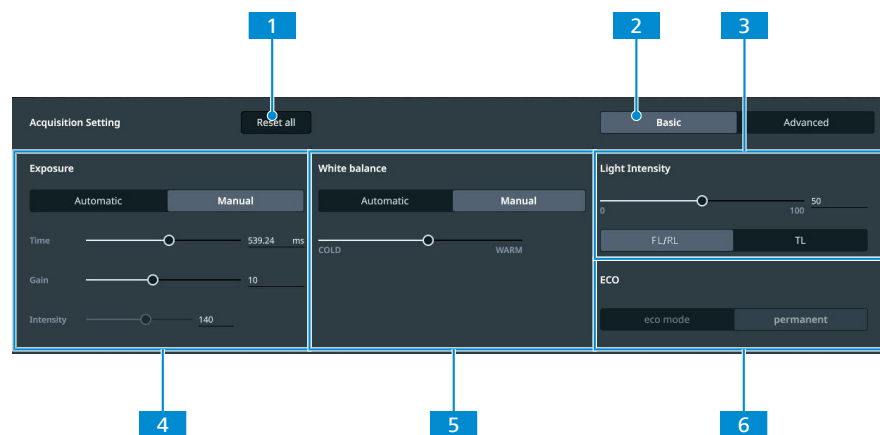 1
2
3
Acquisition Setting
Reset all
Basic
Advanced
Exposure
White balance
Light Intensity
Automatic
Manual
Automatic
Manual
50
0
100
Time
539.24 ms
COLD
WARM
FL/RL
TL
Gain
10
ECO
Intensity
140
eco mode
permanent
4
5
6